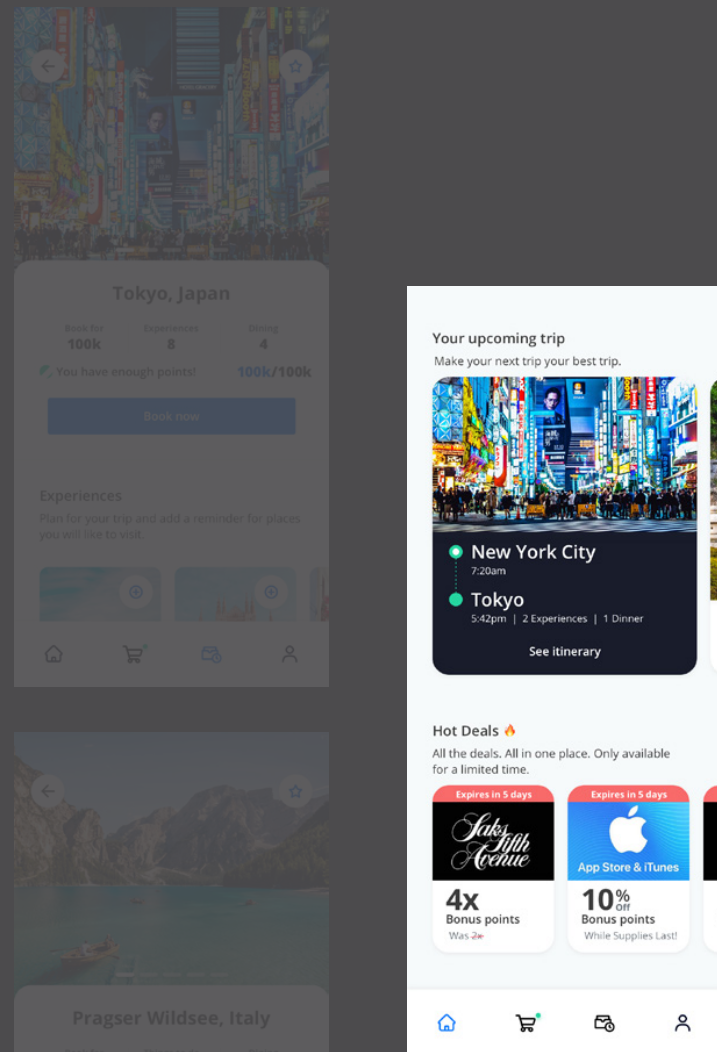 Tokyo, Japan
Book for
Experiences
Dining
100k
8
4
You have enough points!
100k/100k
Book now
Experiences
Plan for your trip and add a reminder for places
you will like to visit.
Pragser Wildsee, Italy
Your upcoming trip
Make your next trip your best trip.
New York City
7:20am
Tokyo
5:42pm | 2 Experiences | 1 Dinner
See itinerary
Hot Deals 🔥
All the deals. All in one place. Only available
for a limited time.
Expires in 5 days
Saks
Fifth
Avenue
4x
Bonus points
Was 2x
Expires in 5 days
App Store & iTunes
10% Off
Bonus points
While Supplies Last!